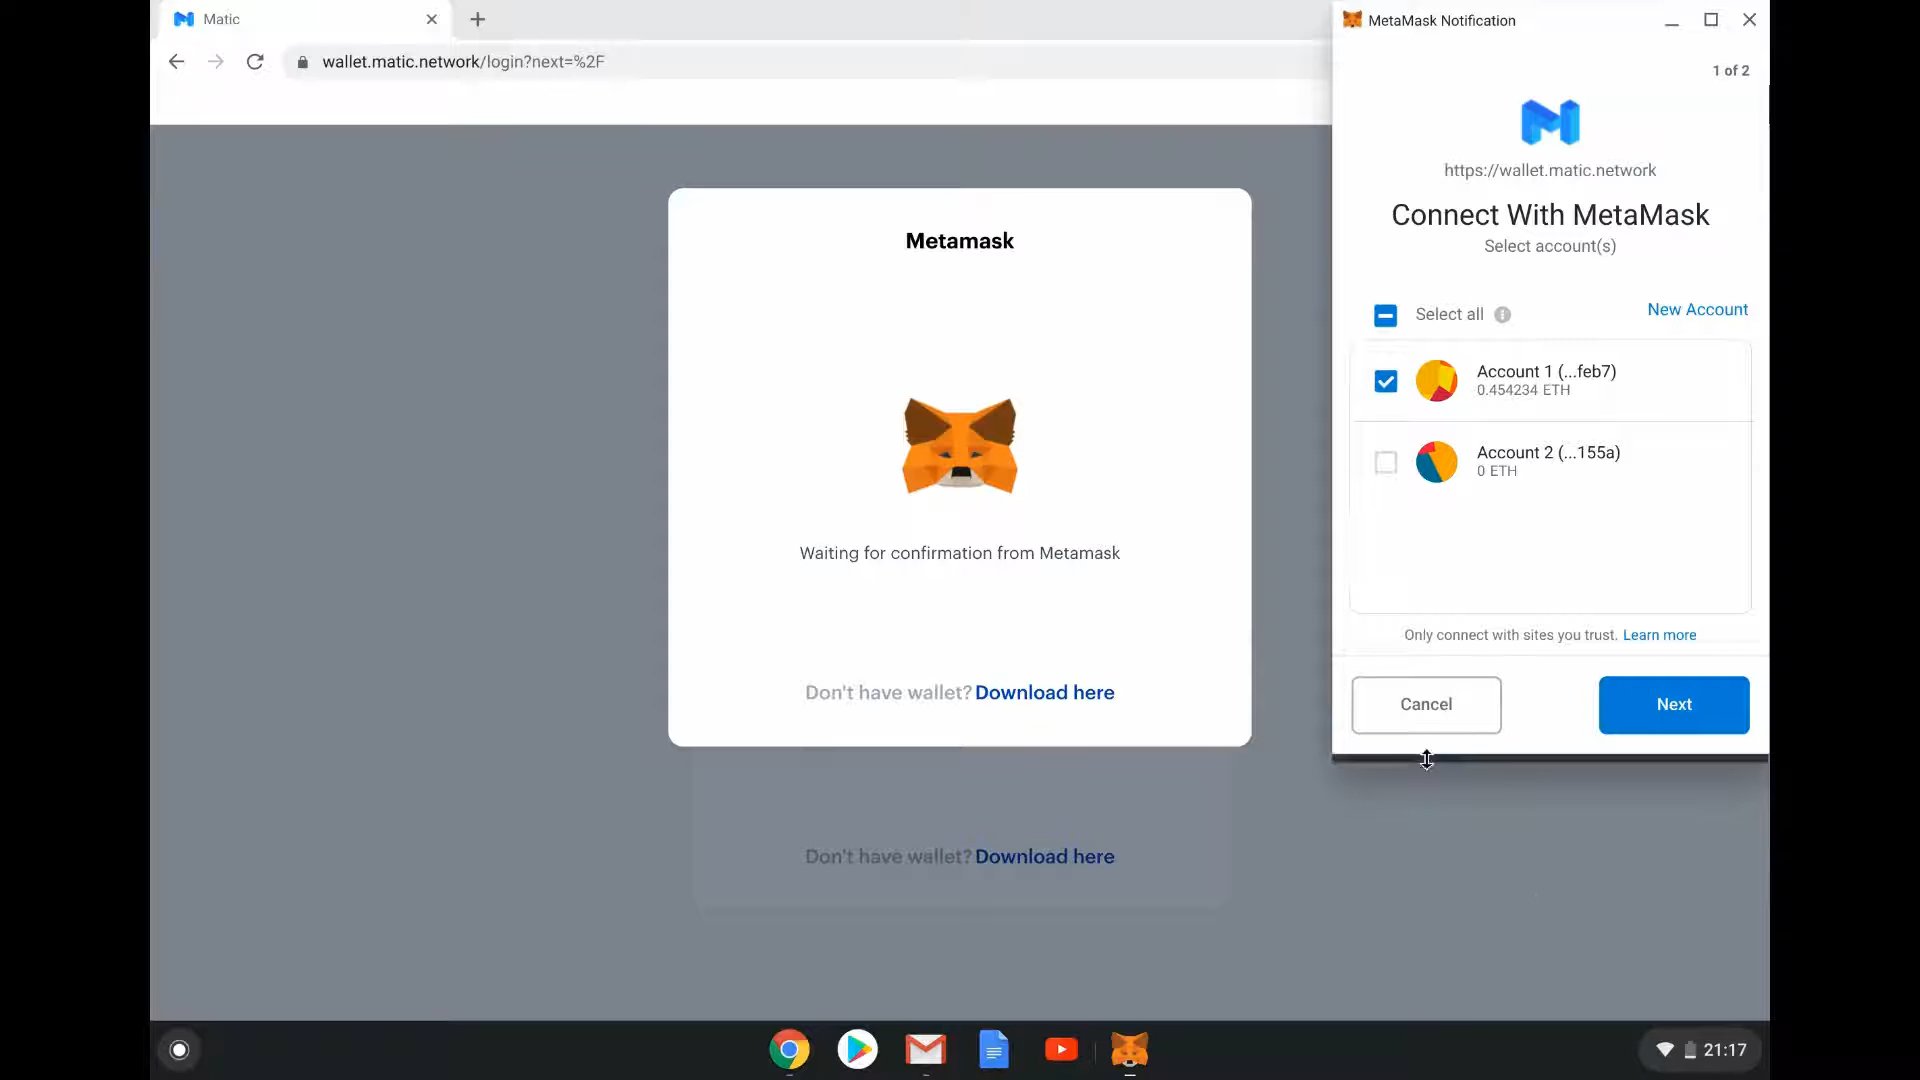 Matic
wallet.matic.network/login?next=%2F
Metamask
Waiting for confirmation from Metamask
Don't have wallet? Download here
Don't have wallet? Download here
MetaMask Notification
1 of 2
https://wallet.matic.network
Connect With MetaMask
Select account(s)
Select all
New Account
Account 1 (...feb7)
0.454234 ETH
Account 2 (...155a)
0 ETH
Only connect with sites you trust. Learn more
Cancel
Next
21:17